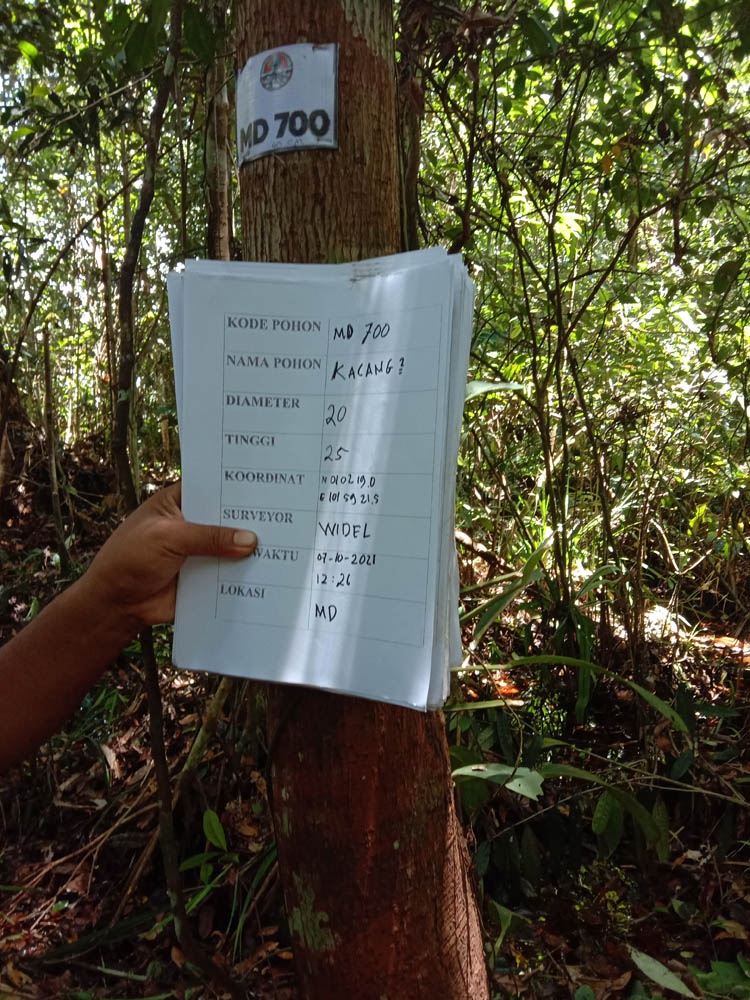 MD 700
KODE POHON MD 700
NAMA POHON KACANG?
DIAMETER 20
TINGGI 25
KOORDINAT N 01 02 19.0
E 101 59 21,5
SURVEYOR WIDEL
WAKTU 07-10-2021
12:26
LOKASI MD